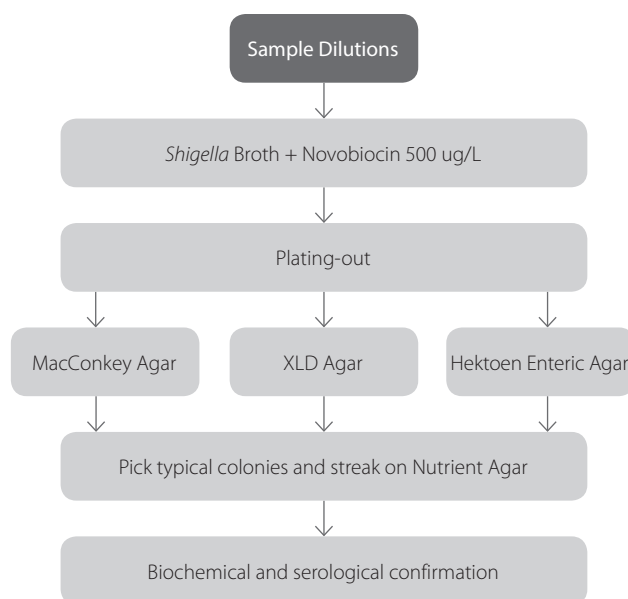 Sample Dilutions
Shigella Broth + Novobiocin 500 ug/L
Plating-out
MacConkey Agar
XLD Agar
Hektoen Enteric Agar
Pick typical colonies and streak on Nutrient Agar
Biochemical and serological confirmation